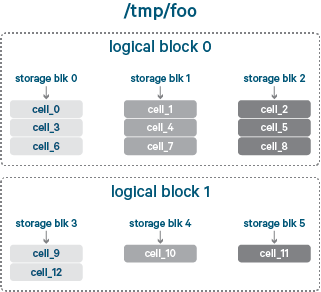 /tmp/foo
logical block 0
storage blk 0 storage blk 1 storage blk 2
cell_0 cell_1 cell_2
cell_3 cell_4 cell_5
cell_6 cell_7 cell_8
logical block 1
storage blk 3 storage blk 4 storage blk 5
cell_9 cell_10 cell_11
cell_12